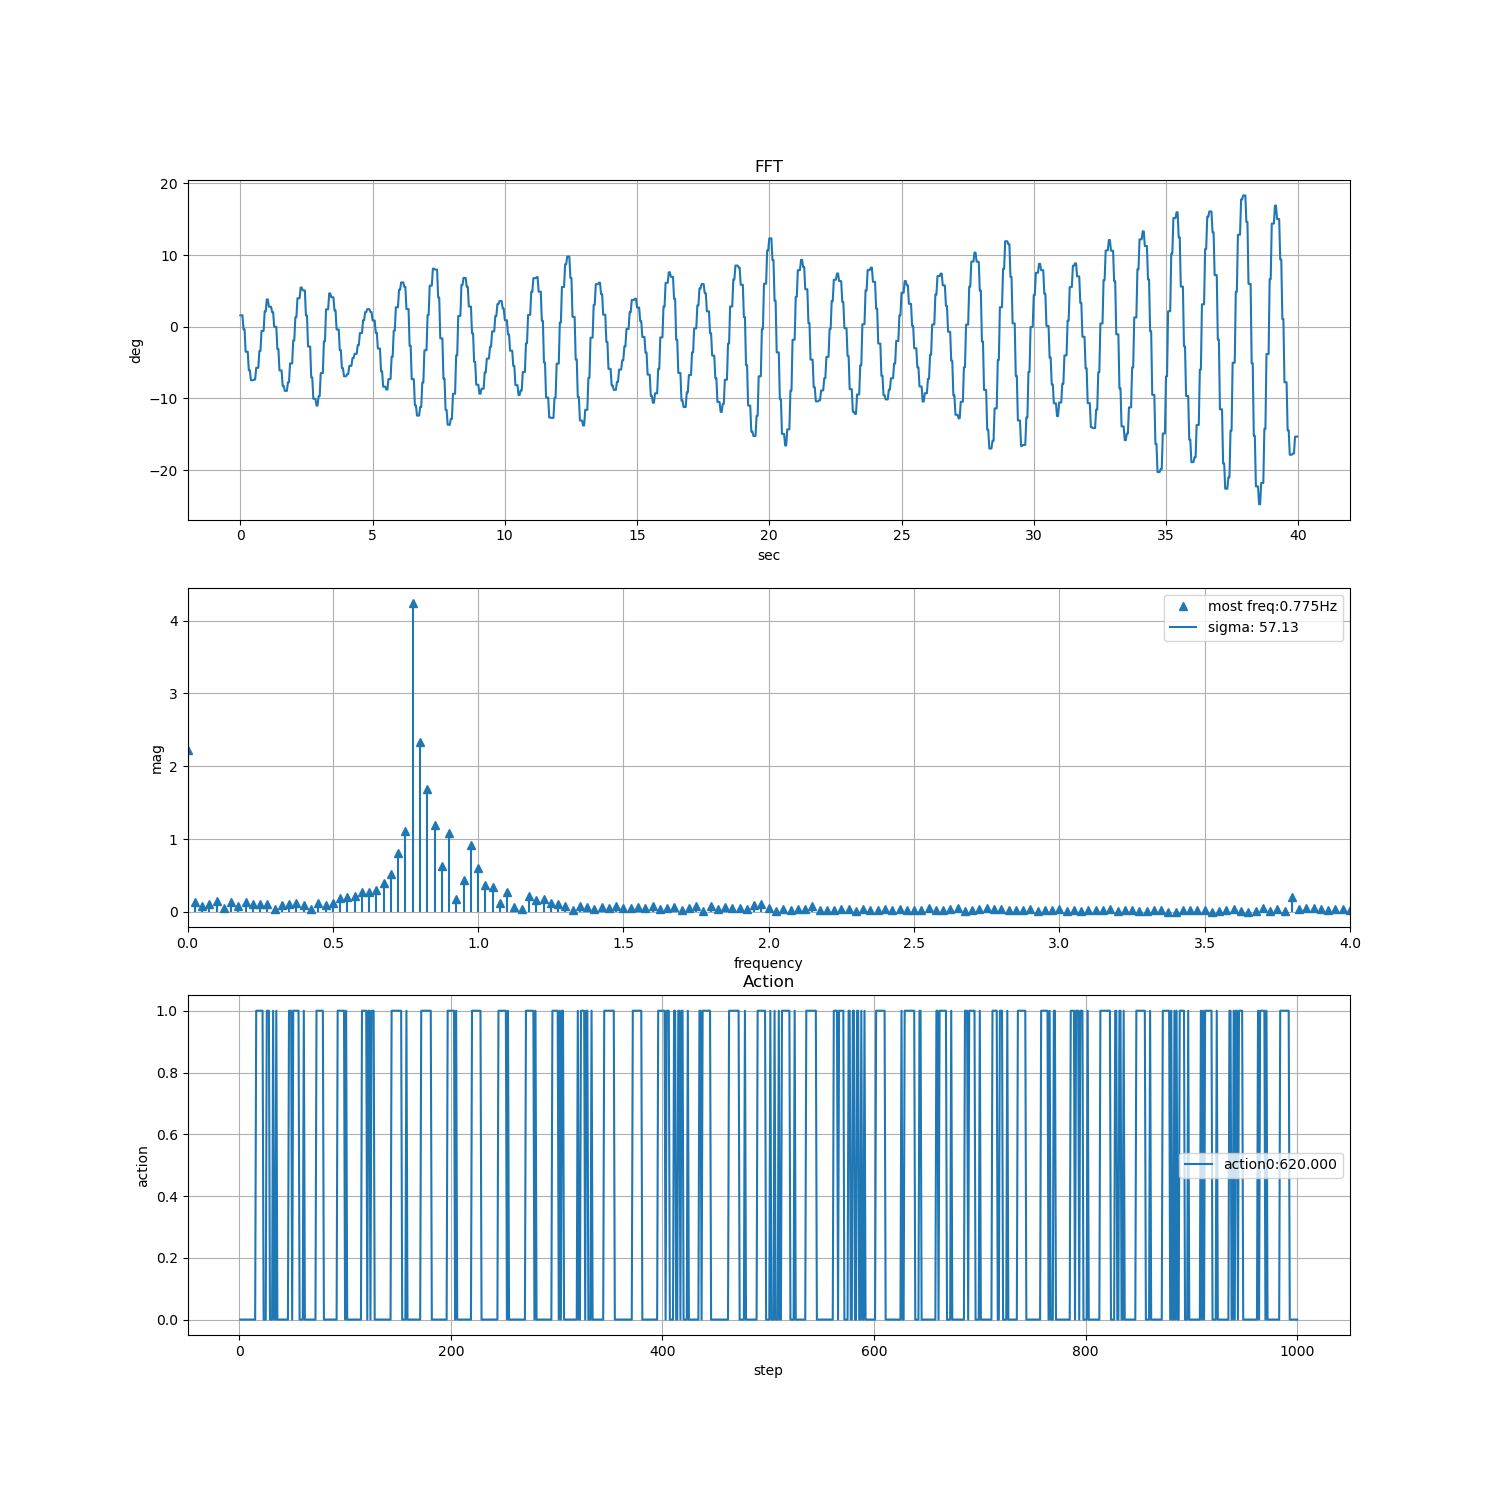 FFT
20
10
0
−10
−20
deg
0 5 10 15 20 25 30 35 40
sec
most freq:0.775Hz
sigma: 57.13
4
3
2
1
0
mag
0.0 0.5 1.0 1.5 2.0 2.5 3.0 3.5 4.0
frequency
Action
1.0
0.8
0.6
0.4
0.2
0.0
action
action0:620.000
0 200 400 600 800 1000
step